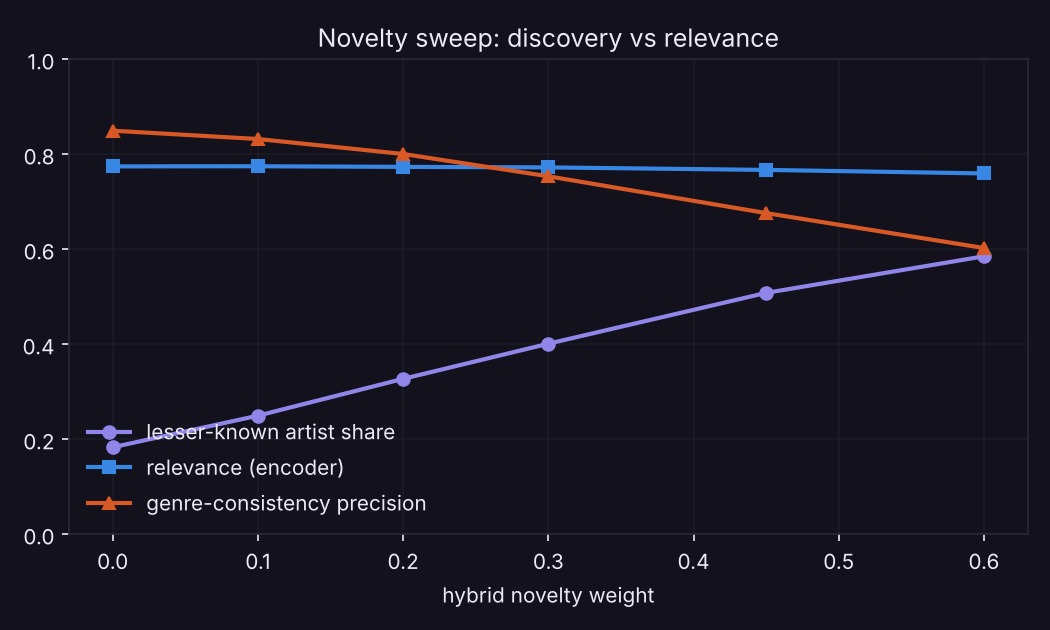 Novelty sweep: discovery vs relevance
1.0
0.8
0.6
0.4
0.2
0.0
lesser-known artist share
relevance (encoder)
genre-consistency precision
0.0 0.1 0.2 0.3 0.4 0.5 0.6
hybrid novelty weight